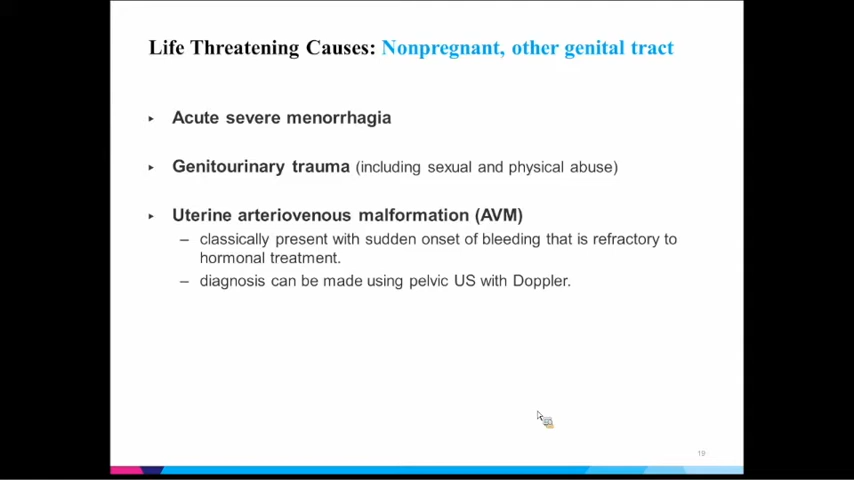 Life Threatening Causes: Nonpregnant, other genital tract
▸ Acute severe menorrhagia
▸ Genitourinary trauma (including sexual and physical abuse)
▸ Uterine arteriovenous malformation (AVM)
– classically present with sudden onset of bleeding that is refractory to
hormonal treatment.
– diagnosis can be made using pelvic US with Doppler.
19